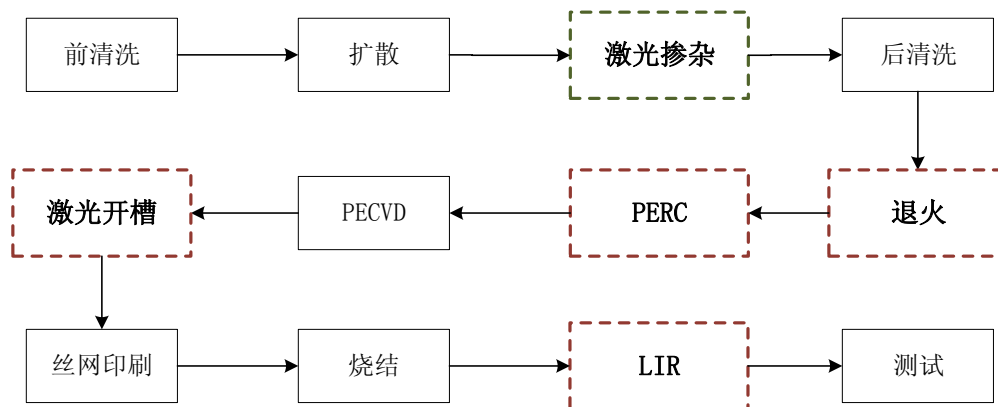 前清洗
扩散
激光掺杂
后清洗
激光开槽
PECVD
PERC
退火
丝网印刷
烧结
LIR
测试